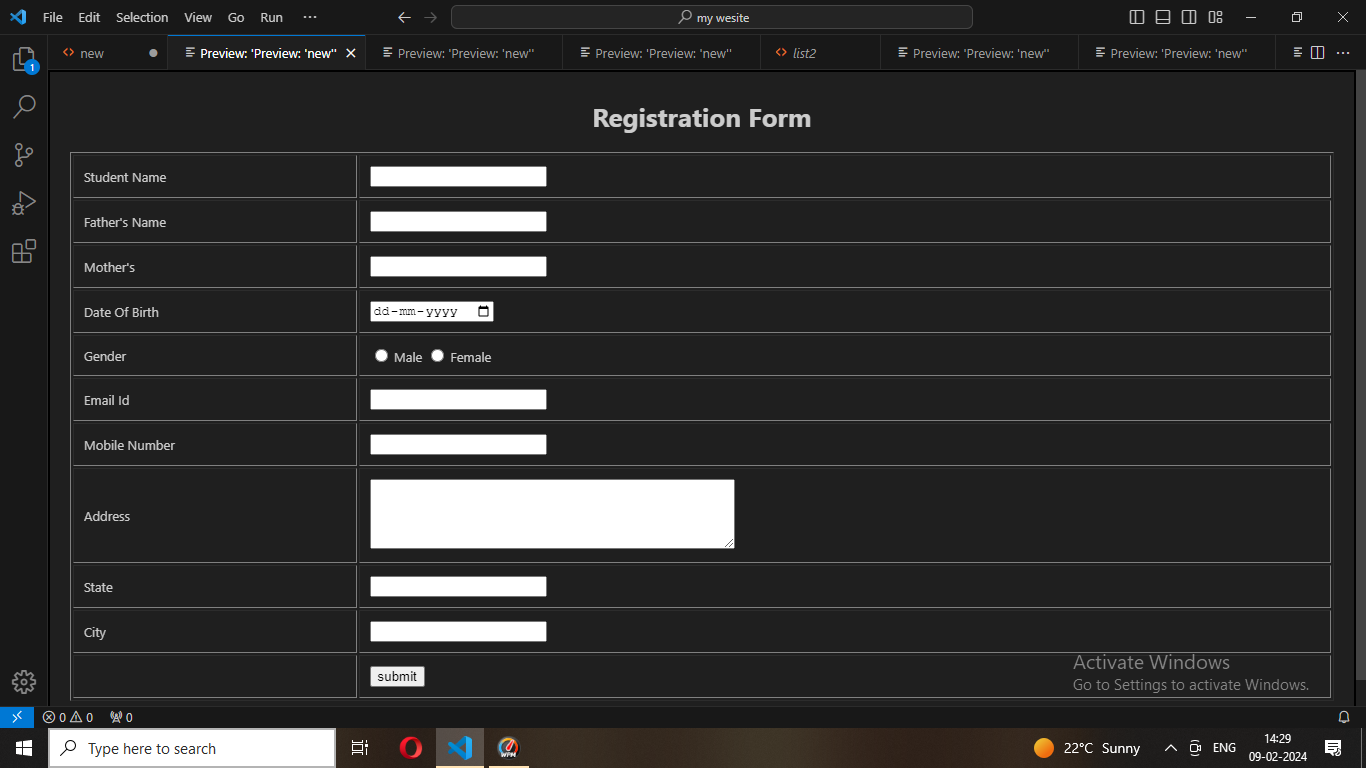 File Edit Selection View Go Run ···
my wesite
new
Preview: 'Preview: 'new''
Preview: 'Preview: 'new''
Preview: 'Preview: 'new''
list2
Preview: 'Preview: 'new''
Preview: 'Preview: 'new''
1
Registration Form
Student Name
Father's Name
Mother's
Date Of Birth dd-mm-yyyy
Gender Male Female
Email Id
Mobile Number
Address
State
City
submit
Activate Windows
Go to Settings to activate Windows.
0 0 0
Type here to search
WPM
22°C Sunny
ENG
14:29
09-02-2024